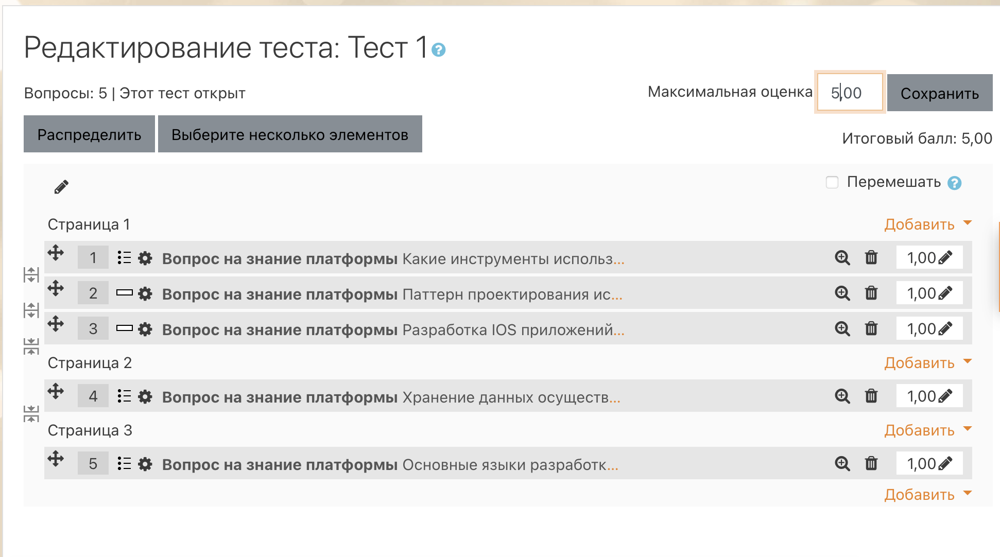 Редактирование теста: Тест 1
Вопросы: 5 | Этот тест открыт
Максимальная оценка 5,00 Сохранить
Распределить Выберите несколько элементов
Итоговый балл: 5,00
Перемешать
Страница 1 Добавить
1 Вопрос на знание платформы Какие инструменты использ... 1,00
2 Вопрос на знание платформы Паттерн проектирования ис... 1,00
3 Вопрос на знание платформы Разработка IOS приложений... 1,00
Страница 2 Добавить
4 Вопрос на знание платформы Хранение данных осуществ... 1,00
Страница 3 Добавить
5 Вопрос на знание платформы Основные языки разработк... 1,00
Добавить